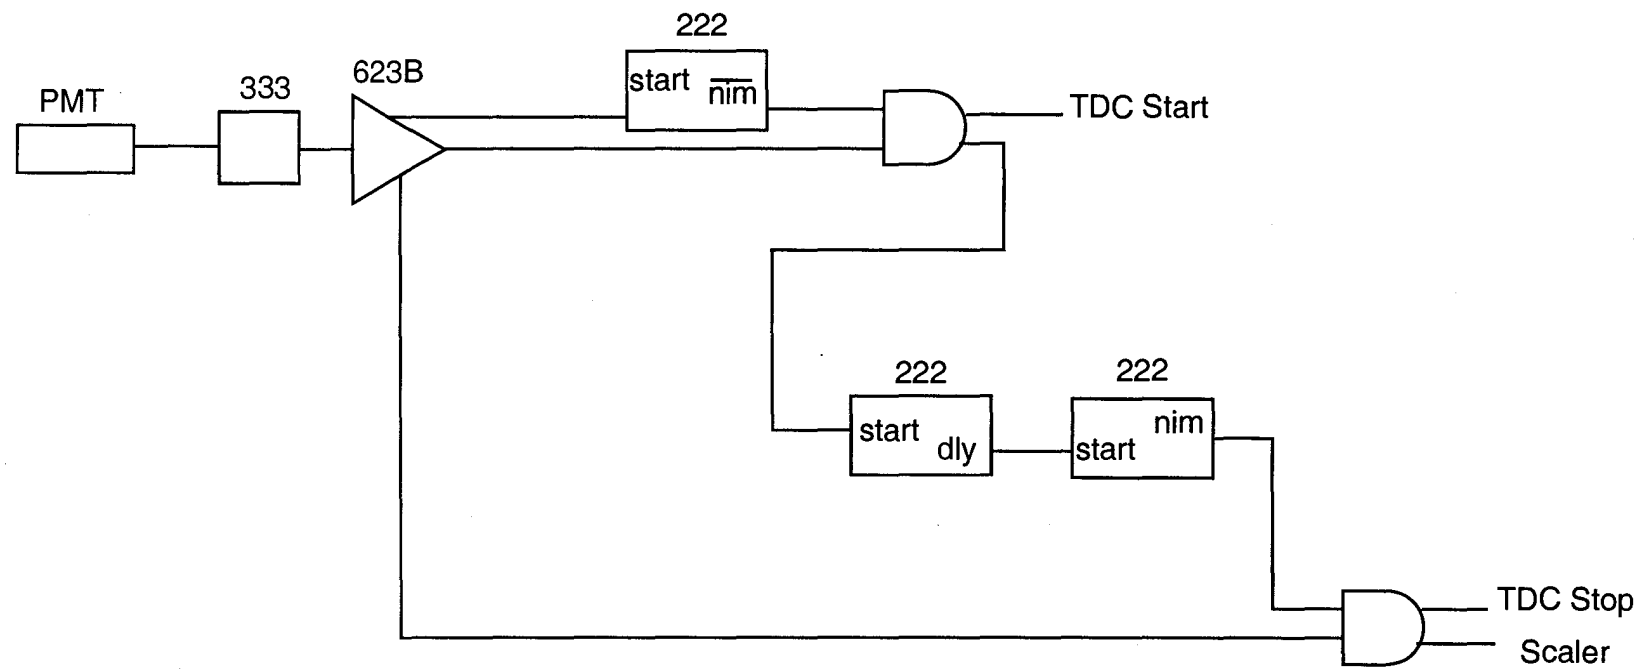 222
623B
333
PMT
start
nim
TDC Start
222
222
start
dly
nim
start
TDC Stop
Scaler